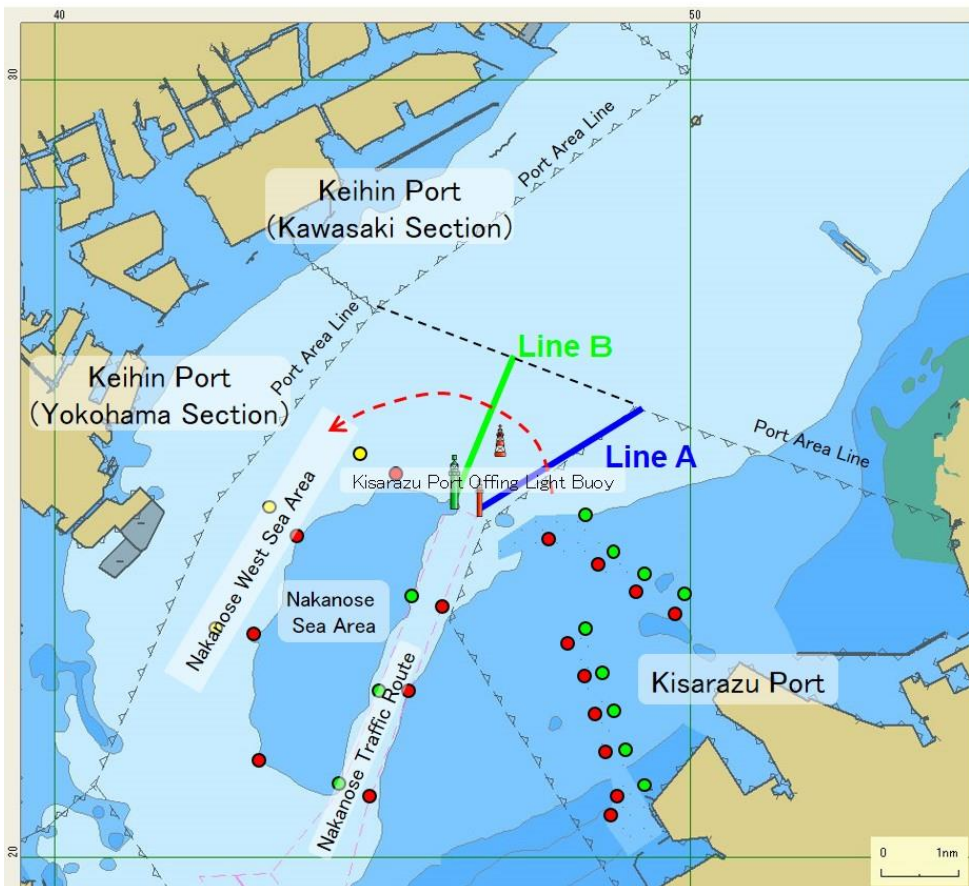 40
50
30
Port Area Line
Keihin Port
(Kawasaki Section)
Port Area Line
Line B
Keihin Port
(Yokohama Section)
Port Area Line
Line A
Kisarazu Port Offing Light Buoy
Nakanose West Sea Area
Nakanose
Sea Area
Kisarazu Port
Nakanose Traffic Route
20
0 1nm